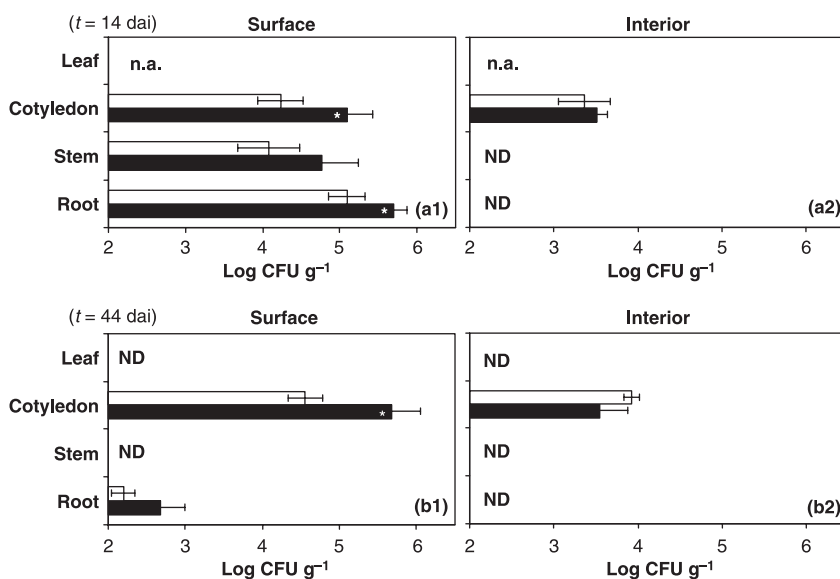 (t = 14 dai)
Surface
Interior
Leaf
n.a.
n.a.
Cotyledon
*
Stem
ND
Root
*
(a1)
ND
(a2)
2 3 4 5 6
2 3 4 5 6
Log CFU g⁻¹
Log CFU g⁻¹
(t = 44 dai)
Surface
Interior
Leaf
ND
ND
Cotyledon
*
Stem
ND
ND
Root
(b1)
ND
(b2)
2 3 4 5 6
2 3 4 5 6
Log CFU g⁻¹
Log CFU g⁻¹